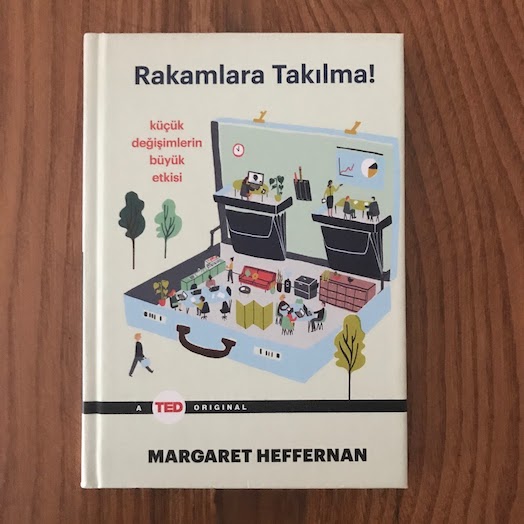 Rakamlara Takılma!
küçük
değişimlerin
büyük
etkisi
A TED ORIGINAL
MARGARET HEFFERNAN